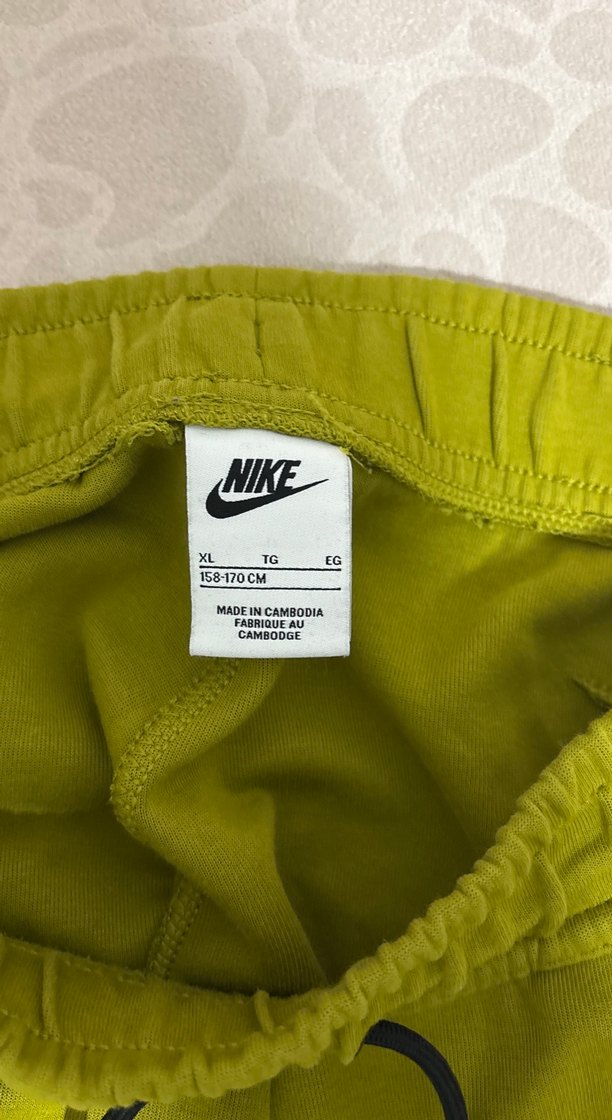 NIKE
XL TG EG
158-170 CM
MADE IN CAMBODIA
FABRIQUE AU
CAMBODGE